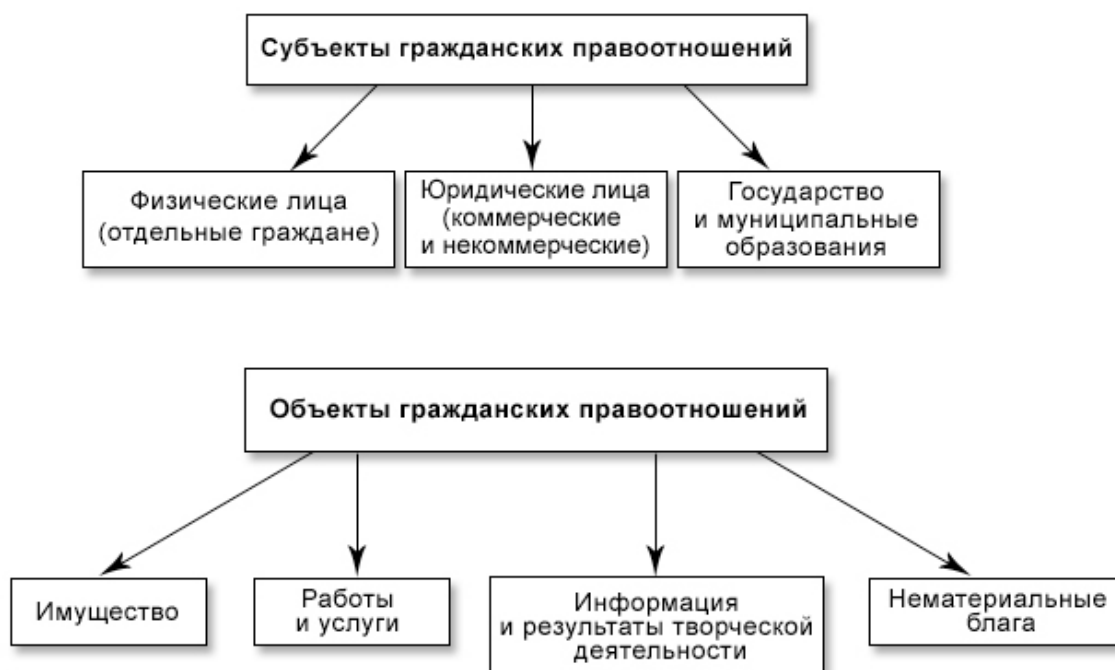 Субъекты гражданских правоотношений
Физические лица
(отдельные граждане)
Юридические лица
(коммерческие
и некоммерческие)
Государство
и муниципальные
образования
Объекты гражданских правоотношений
Имущество
Работы
и услуги
Информация
и результаты творческой
деятельности
Нематериальные
блага